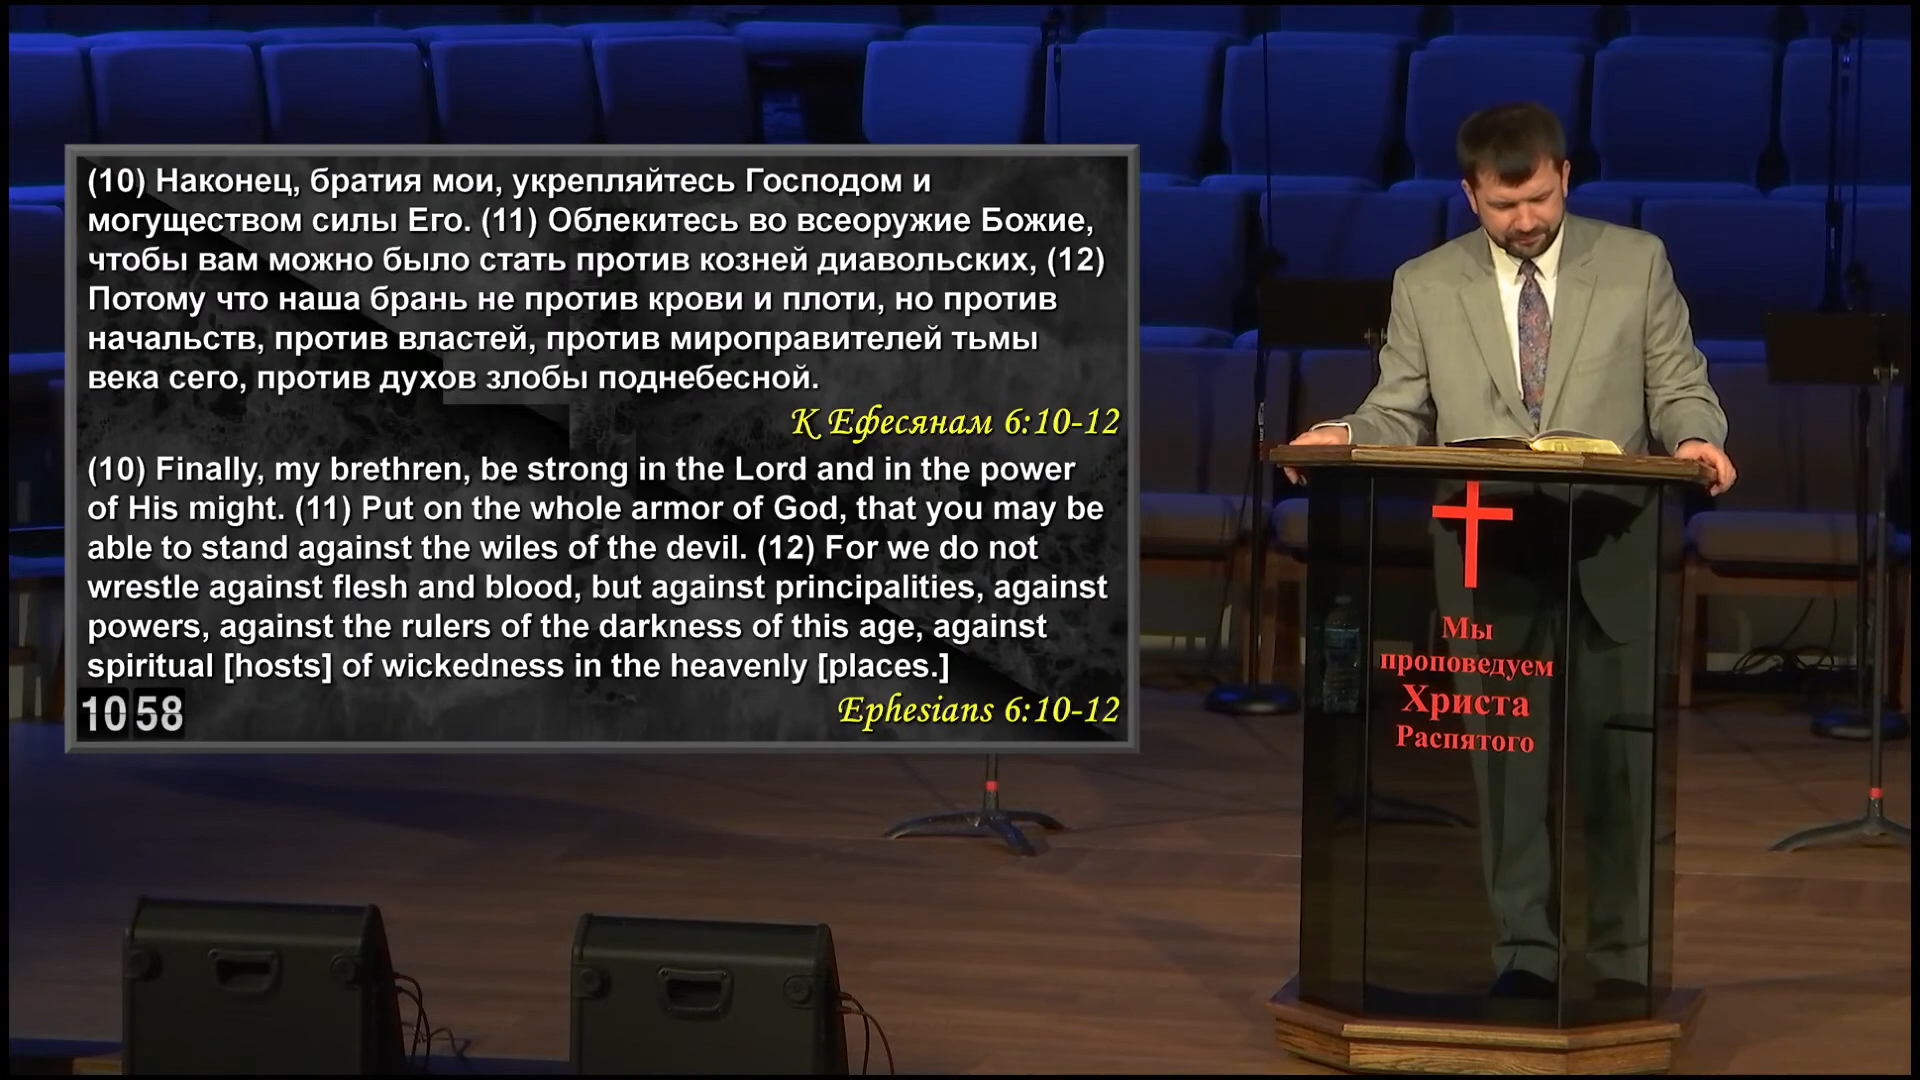 (10) Наконец, братия мои, укрепляйтесь Господом и
могуществом силы Его. (11) Облекитесь во всеоружие Божие,
чтобы вам можно было стать против козней диавольских, (12)
Потому что наша брань не против крови и плоти, но против
начальств, против властей, против мироправителей тьмы
века сего, против духов злобы поднебесной.
К Ефесянам 6:10-12
(10) Finally, my brethren, be strong in the Lord and in the power
of His might. (11) Put on the whole armor of God, that you may be
able to stand against the wiles of the devil. (12) For we do not
wrestle against flesh and blood, but against principalities, against
powers, against the rulers of the darkness of this age, against
spiritual [hosts] of wickedness in the heavenly [places.]
Ephesians 6:10-12
10 58
Мы
проповедуем
Христа
Распятого